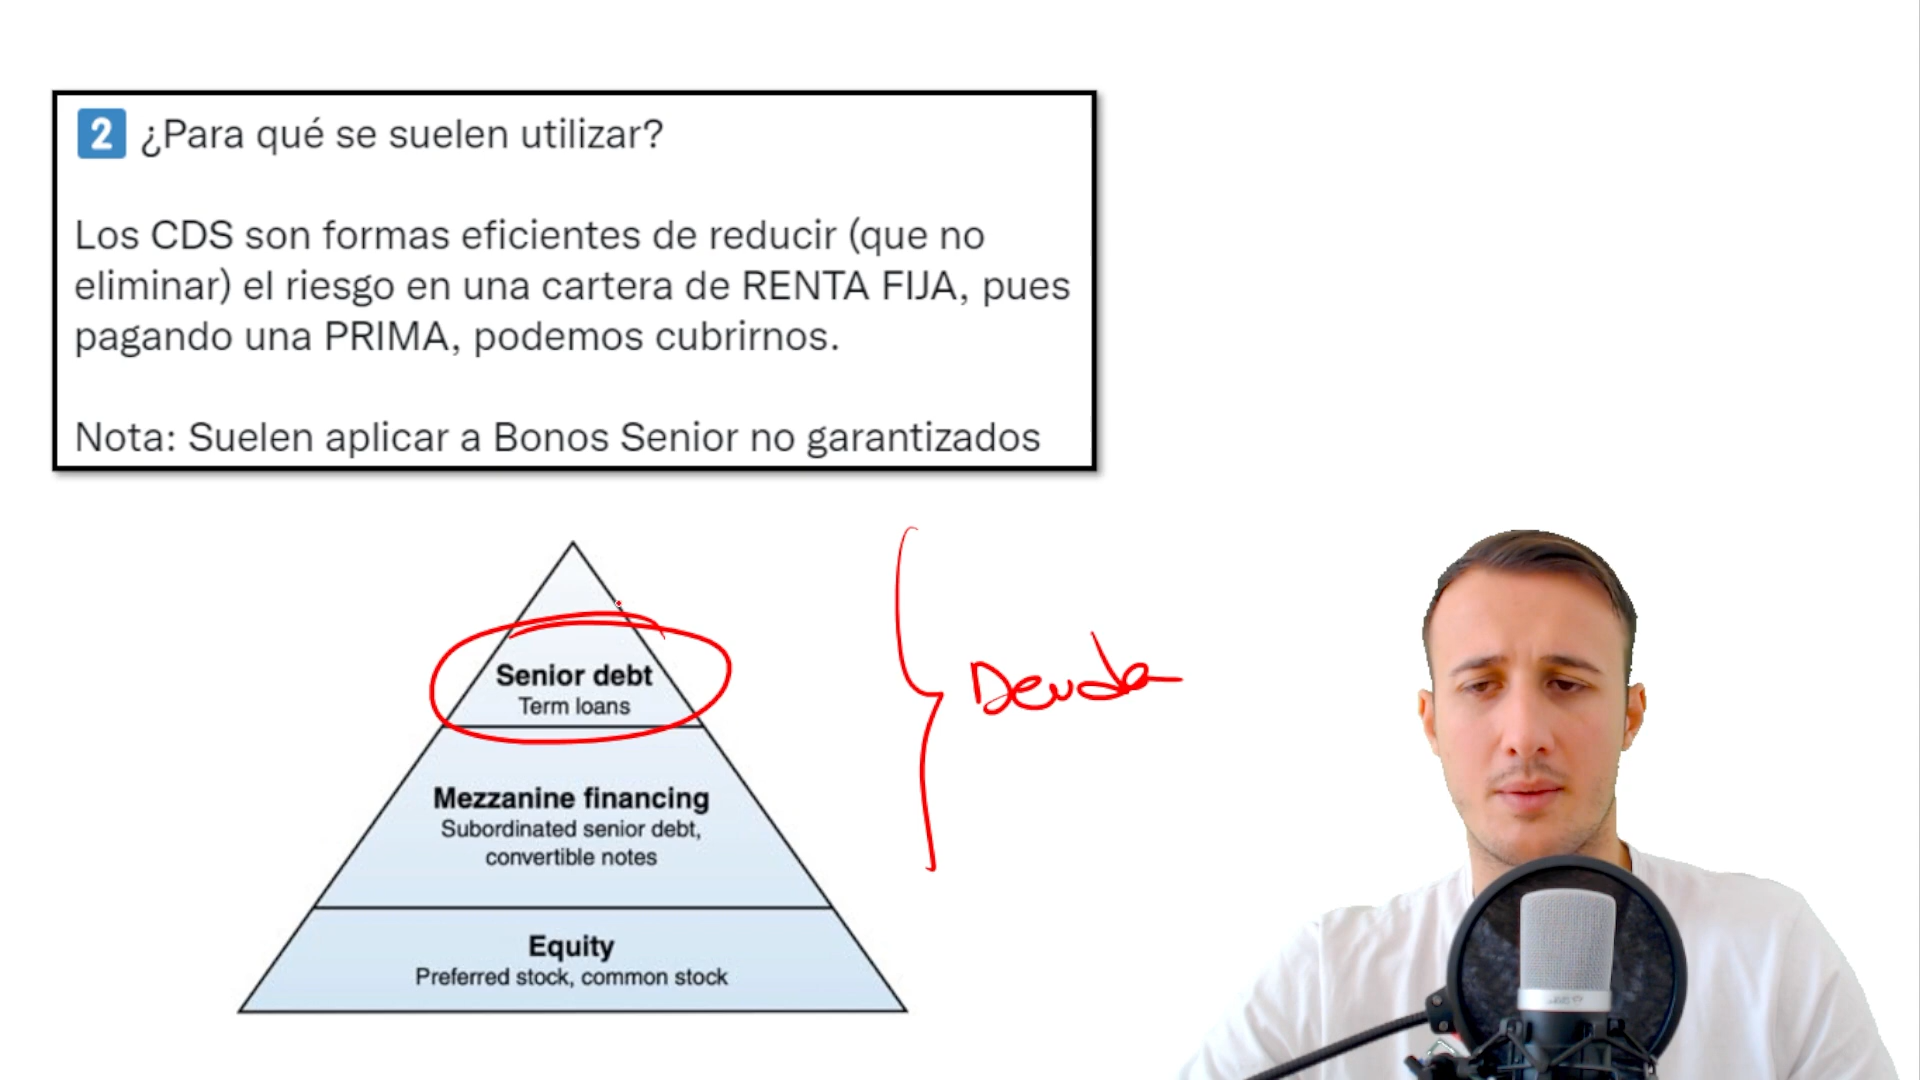 2 ¿Para qué se suelen utilizar?
Los CDS son formas eficientes de reducir (que no
eliminar) el riesgo en una cartera de RENTA FIJA, pues
pagando una PRIMA, podemos cubrirnos.
Nota: Suelen aplicar a Bonos Senior no garantizados
Senior debt
Term loans
Mezzanine financing
Subordinated senior debt,
convertible notes
Equity
Preferred stock, common stock
Deuda